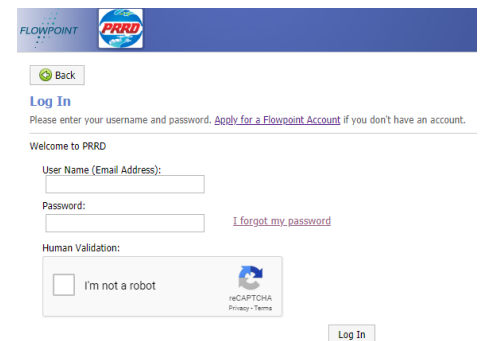 FLOWPOINT
PRRD
Back
Log In
Please enter your username and password. Apply for a Flowpoint Account if you don't have an account.
Welcome to PRRD
User Name (Email Address):
Password:
I forgot my password
Human Validation:
I'm not a robot
reCAPTCHA
Privacy - Terms
Log In